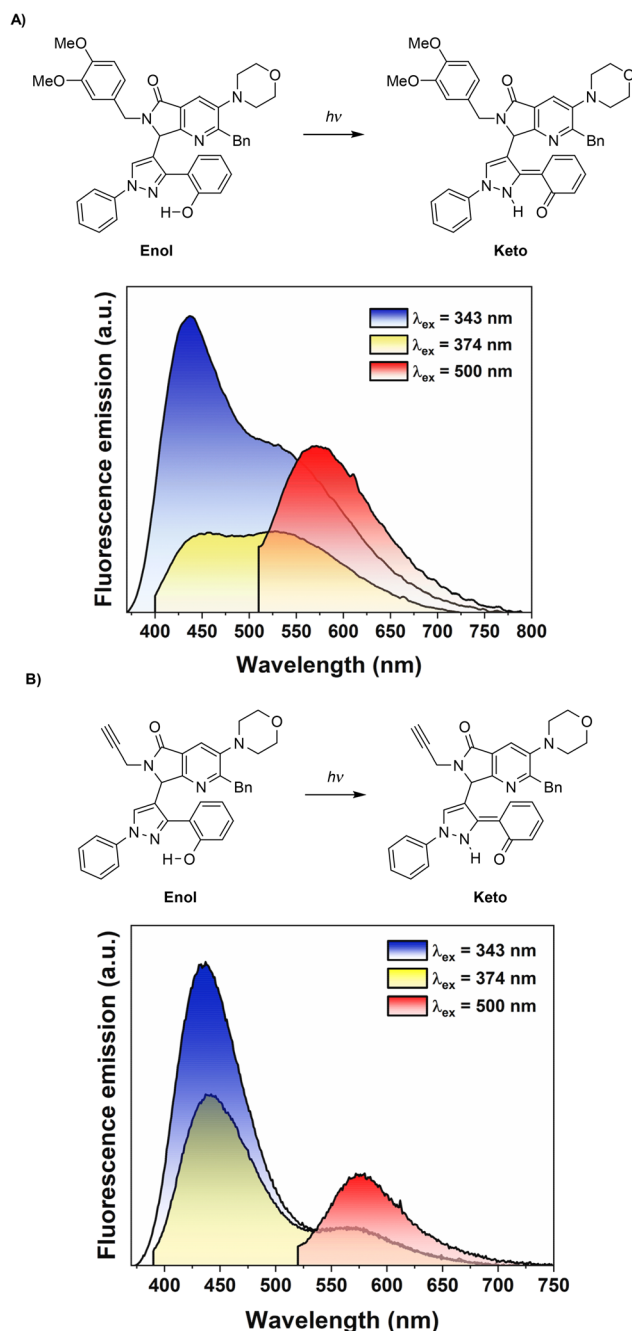 A)
MeO
MeO
O
N
O
N
N
Bn
N
N
H-O
Enol
hν
MeO
MeO
O
N
O
N
N
Bn
N
N
H
O
Keto
Fluorescence emission (a.u.)
λex = 343 nm
λex = 374 nm
λex = 500 nm
400 450 500 550 600 650 700 750 800
Wavelength (nm)
B)
O
N
O
N
N
Bn
N
N
H-O
Enol
hν
O
N
O
N
N
Bn
N
N
H
O
Keto
Fluorescence emission (a.u.)
λex = 343 nm
λex = 374 nm
λex = 500 nm
400 450 500 550 600 650 700 750
Wavelength (nm)